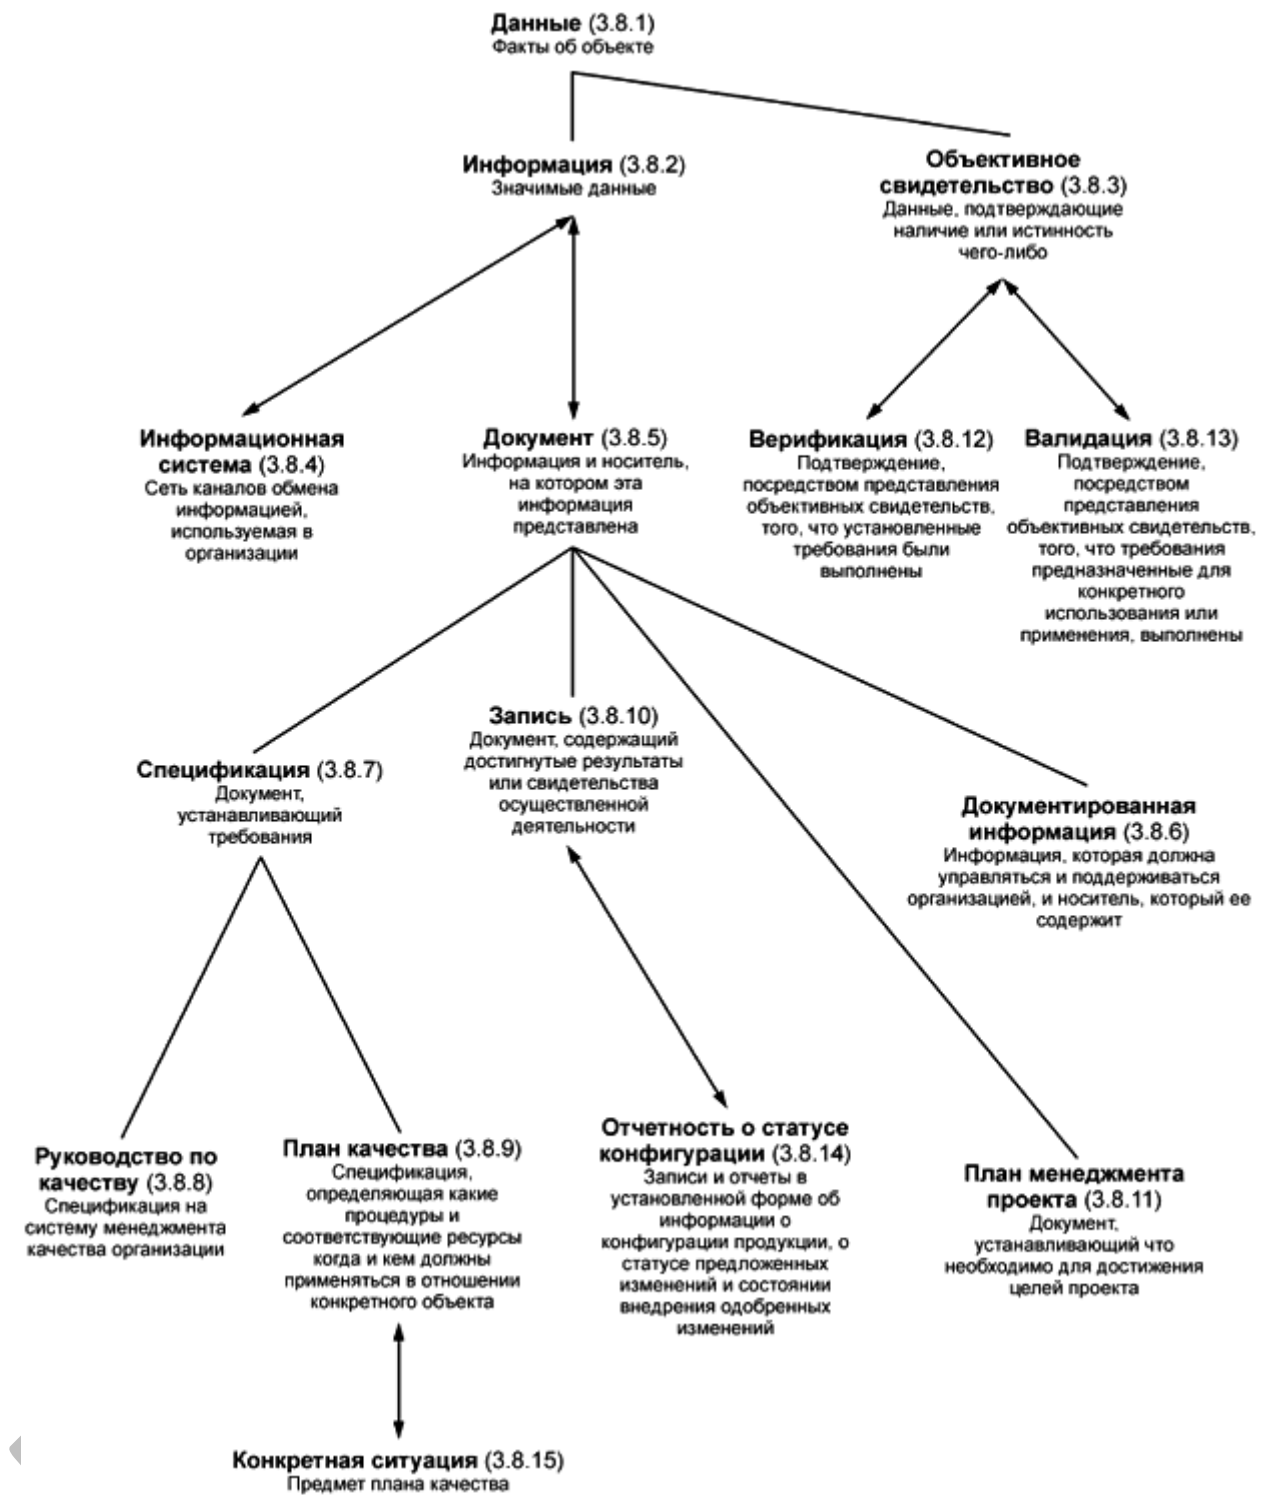 Данные (3.8.1)
Факты об объекте
Информация (3.8.2)
Значимые данные
Объективное
свидетельство (3.8.3)
Данные, подтверждающие
наличие или истинность
чего-либо
Информационная
система (3.8.4)
Сеть каналов обмена
информацией,
используемая в
организации
Документ (3.8.5)
Информация и носитель,
на котором эта
информация
представлена
Верификация (3.8.12)
Подтверждение,
посредством представления
объективных свидетельств,
того, что установленные
требования были
выполнены
Валидация (3.8.13)
Подтверждение,
посредством
представления
объективных свидетельств,
того, что требования
предназначенные для
конкретного
использования или
применения, выполнены
Спецификация (3.8.7)
Документ,
устанавливающий
требования
Запись (3.8.10)
Документ, содержащий
достигнутые результаты
или свидетельства
осуществленной
деятельности
Документированная
информация (3.8.6)
Информация, которая должна
управляться и поддерживаться
организацией, и носитель, который ее
содержит
Руководство по
качеству (3.8.8)
Спецификация на
систему менеджмента
качества организации
План качества (3.8.9)
Спецификация,
определяющая какие
процедуры и
соответствующие ресурсы
когда и кем должны
применяться в отношении
конкретного объекта
Отчетность о статусе
конфигурации (3.8.14)
Записи и отчеты в
установленной форме об
информации о
конфигурации продукции, о
статусе предложенных
изменений и состоянии
внедрения одобренных
изменений
План менеджмента
проекта (3.8.11)
Документ,
устанавливающий что
необходимо для достижения
целей проекта
Конкретная ситуация (3.8.15)
Предмет плана качества